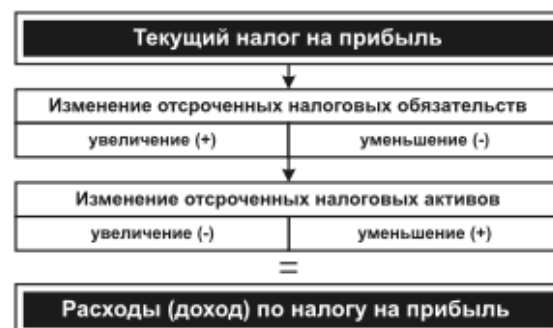 Текущий налог на прибыль
Изменение отсроченных налоговых обязательств
увеличение (+) уменьшение (-)
Изменение отсроченных налоговых активов
увеличение (-) уменьшение (+)
=
Расходы (доход) по налогу на прибыль